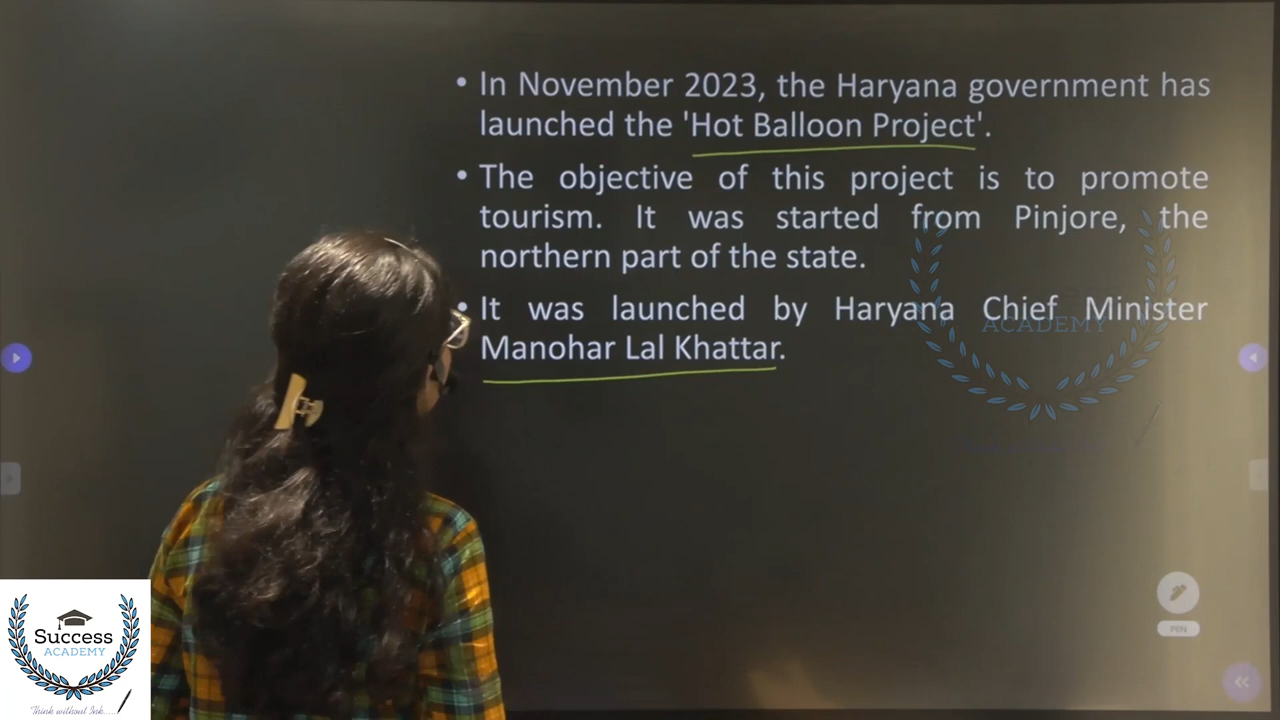 • In November 2023, the Haryana government has
launched the 'Hot Balloon Project'.
• The objective of this project is to promote
tourism. It was started from Pinjore, the
northern part of the state.
• It was launched by Haryana Chief Minister
Manohar Lal Khattar.
ACADEMY
PEN
Success
ACADEMY
Think without Ink.....